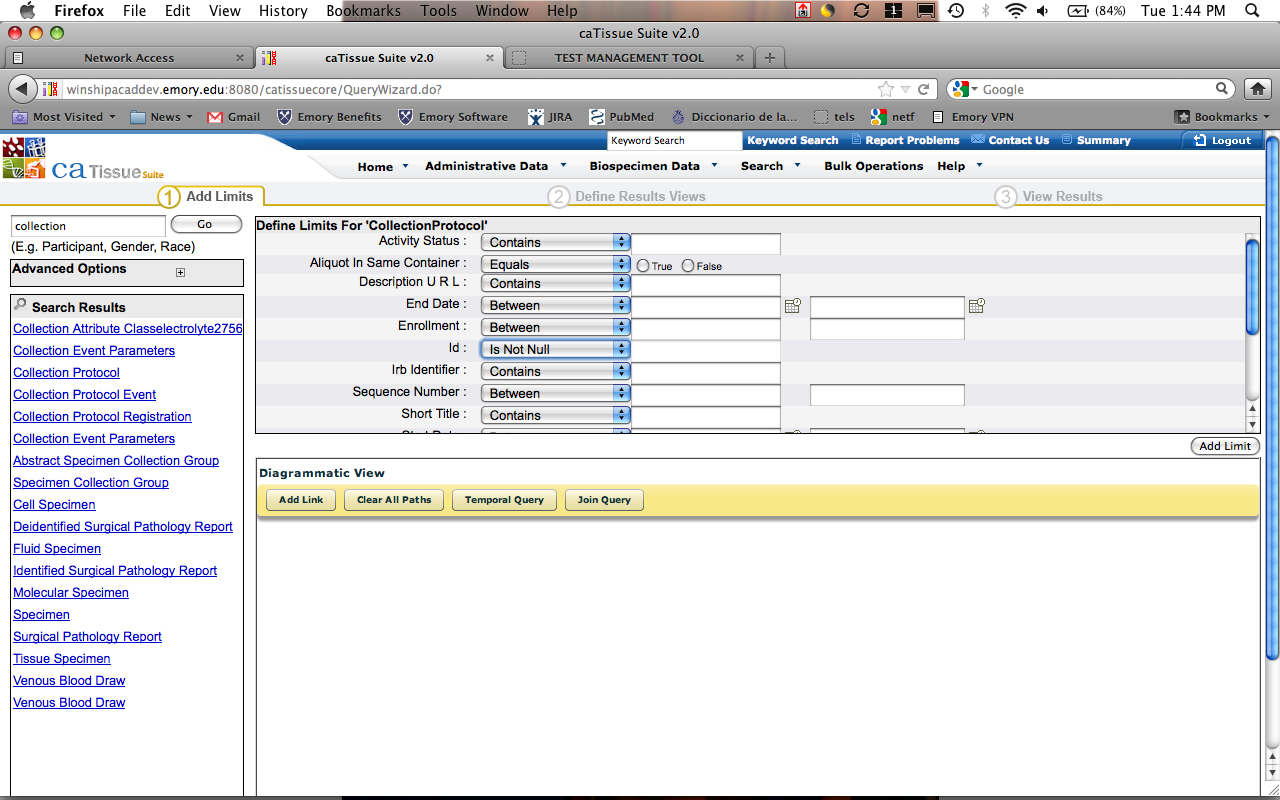 Firefox File Edit View History Bookmarks Tools Window Help 1 (84%) Tue 1:44 PM
caTissue Suite v2.0
Network Access × caTissue Suite v2.0 × TEST MANAGEMENT TOOL × +
winshipacaddev.emory.edu:8080/catissuecore/QueryWizard.do? Google
Most Visited News Gmail Emory Benefits Emory Software JIRA PubMed Diccionario de la... tels netf Emory VPN Bookmarks
Keyword Search Keyword Search Report Problems Contact Us Summary Logout
caTissue Suite
Home Administrative Data Biospecimen Data Search Bulk Operations Help
1 Add Limits 2 Define Results Views 3 View Results
collection Go
(E.g. Participant, Gender, Race)
Advanced Options
Search Results
Collection Attribute Classelectrolyte2756
Collection Event Parameters
Collection Protocol
Collection Protocol Event
Collection Protocol Registration
Collection Event Parameters
Abstract Specimen Collection Group
Specimen Collection Group
Cell Specimen
Deidentified Surgical Pathology Report
Fluid Specimen
Identified Surgical Pathology Report
Molecular Specimen
Specimen
Surgical Pathology Report
Tissue Specimen
Venous Blood Draw
Venous Blood Draw
Define Limits For 'CollectionProtocol'
Activity Status : Contains
Aliquot In Same Container : Equals True False
Description U R L : Contains
End Date : Between
Enrollment : Between
Id : Is Not Null
Irb Identifier : Contains
Sequence Number : Between
Short Title : Contains
Add Limit
Diagrammatic View
Add Link Clear All Paths Temporal Query Join Query